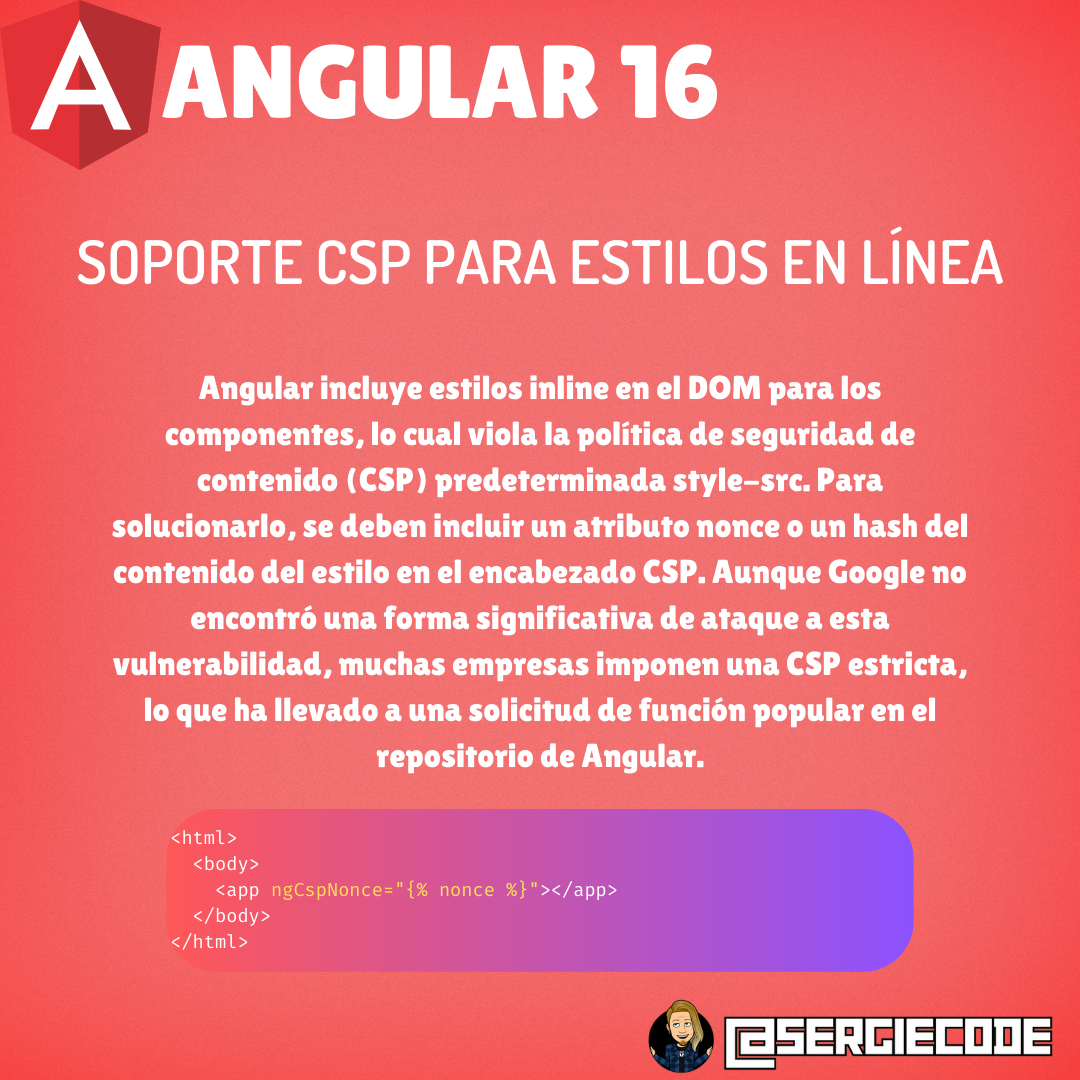 ANGULAR 16
SOPORTE CSP PARA ESTILOS EN LÍNEA
Angular incluye estilos inline en el DOM para los
componentes, lo cual viola la política de seguridad de
contenido (CSP) predeterminada style-src. Para
solucionarlo, se deben incluir un atributo nonce o un hash del
contenido del estilo en el encabezado CSP. Aunque Google no
encontró una forma significativa de ataque a esta
vulnerabilidad, muchas empresas imponen una CSP estricta,
lo que ha llevado a una solicitud de función popular en el
repositorio de Angular.
<html>
  <body>
    <app ngCspNonce="{% nonce %}"></app>
  </body>
</html>
@SERGIECODE